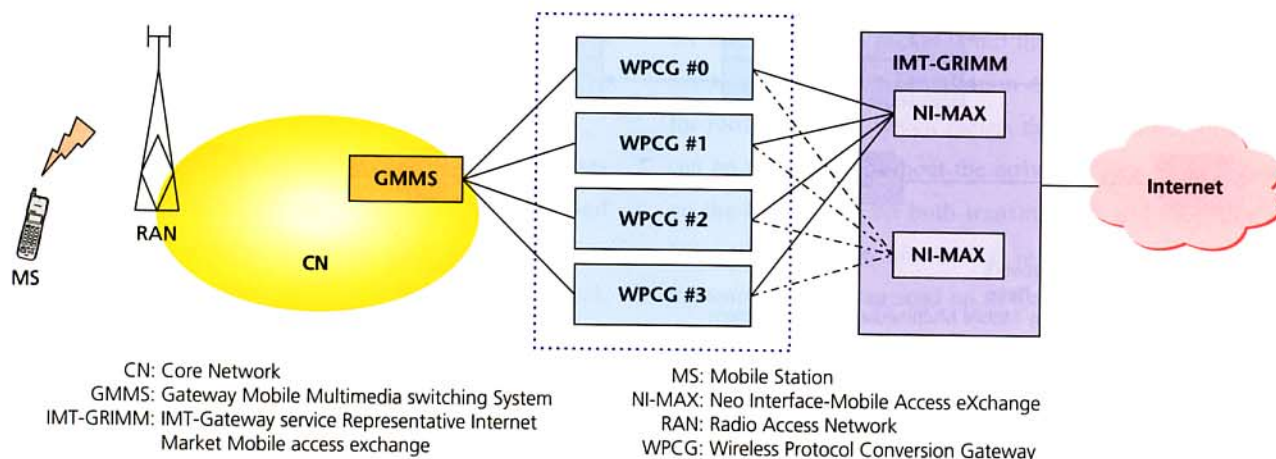 WPCG #0
IMT-GRIMM
NI-MAX
WPCG #1
GMMS
Internet
WPCG #2
RAN
NI-MAX
CN
MS
WPCG #3
CN: Core Network
GMMS: Gateway Mobile Multimedia switching System
IMT-GRIMM: IMT-Gateway service Representative Internet
Market Mobile access exchange
MS: Mobile Station
NI-MAX: Neo Interface-Mobile Access eXchange
RAN: Radio Access Network
WPCG: Wireless Protocol Conversion Gateway